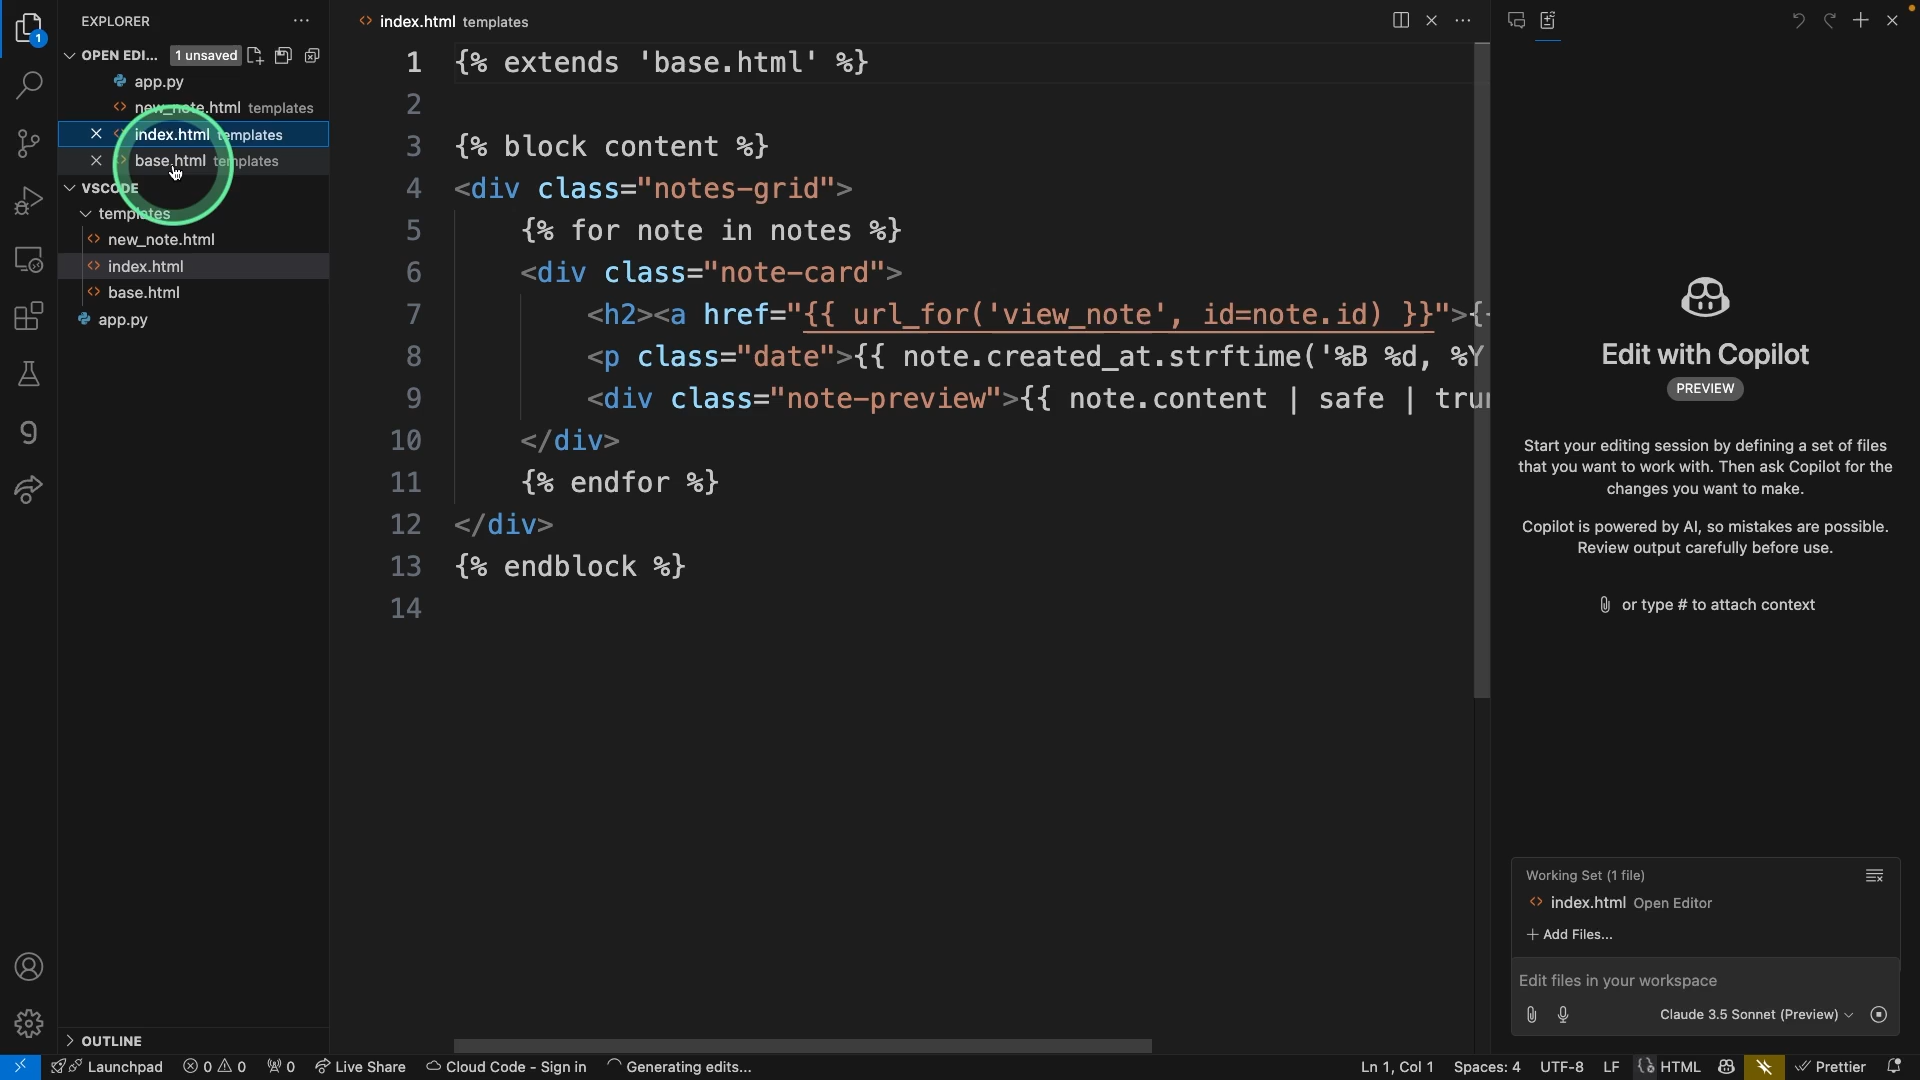 EXPLORER
OPEN EDI... 1 unsaved
app.py
new_note.html templates
index.html templates
base.html templates
VSCODE
templates
new_note.html
index.html
base.html
app.py
OUTLINE
index.html templates
1 {% extends 'base.html' %}
2
3 {% block content %}
4 <div class="notes-grid">
5 {% for note in notes %}
6 <div class="note-card">
7 <h2><a href="{{ url_for('view_note', id=note.id) }}">{
8 <p class="date">{{ note.created_at.strftime('%B %d, %Y
9 <div class="note-preview">{{ note.content | safe | tru
10 </div>
11 {% endfor %}
12 </div>
13 {% endblock %}
14
Edit with Copilot
PREVIEW
Start your editing session by defining a set of files
that you want to work with. Then ask Copilot for the
changes you want to make.
Copilot is powered by AI, so mistakes are possible.
Review output carefully before use.
or type # to attach context
Working Set (1 file)
index.html Open Editor
+ Add Files...
Edit files in your workspace
Claude 3.5 Sonnet (Preview)
1
Launchpad 0 0 0 Live Share Cloud Code - Sign in Generating edits... Ln 1, Col 1 Spaces: 4 UTF-8 LF HTML Prettier